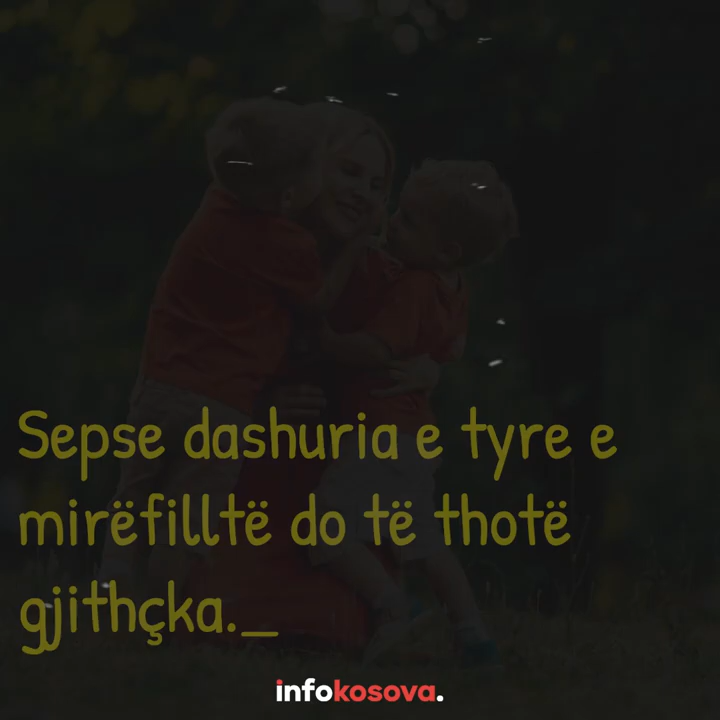 Sepse dashuria e tyre e
mirëfilltë do të thotë
gjithçka._
infokosova.